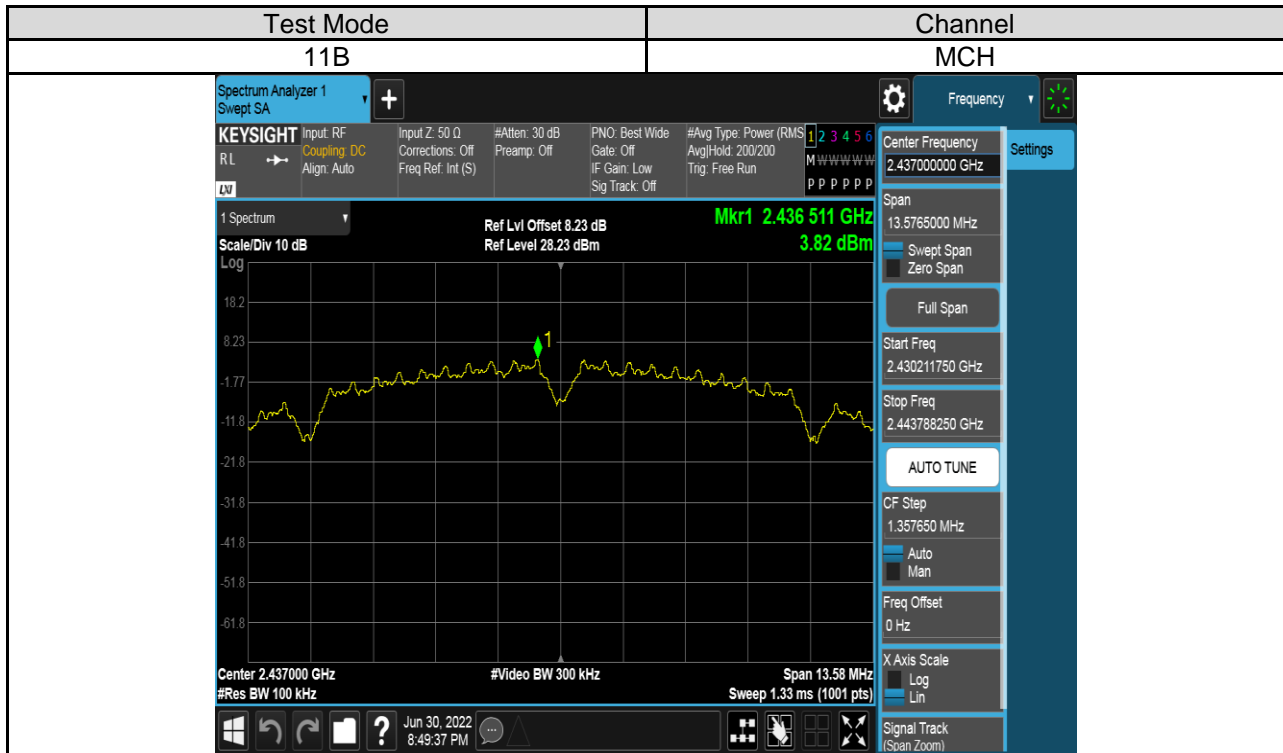 Test Mode Channel
11B MCH
Spectrum Analyzer 1
Swept SA
+
Frequency
KEYSIGHT
RL
LXI
Input: RF
Coupling: DC
Align: Auto
Input Z: 50 Ω
Corrections: Off
Freq Ref: Int (S)
#Atten: 30 dB
Preamp: Off
PNO: Best Wide
Gate: Off
IF Gain: Low
Sig Track: Off
#Avg Type: Power (RMS
Avg|Hold: 200/200
Trig: Free Run
1 2 3 4 5 6
M W W W W W
P P P P P P
1 Spectrum
Scale/Div 10 dB
Ref Lvl Offset 8.23 dB
Ref Level 28.23 dBm
Mkr1 2.436 511 GHz
3.82 dBm
Log
18.2
8.23
-1.77
-11.8
-21.8
-31.8
-41.8
-51.8
-61.8
1
Center 2.437000 GHz
#Res BW 100 kHz
#Video BW 300 kHz
Span 13.58 MHz
Sweep 1.33 ms (1001 pts)
?
Jun 30, 2022
8:49:37 PM
Center Frequency
2.437000000 GHz
Settings
Span
13.5765000 MHz
Swept Span
Zero Span
Full Span
Start Freq
2.430211750 GHz
Stop Freq
2.443788250 GHz
AUTO TUNE
CF Step
1.357650 MHz
Auto
Man
Freq Offset
0 Hz
X Axis Scale
Log
Lin
Signal Track
(Span Zoom)